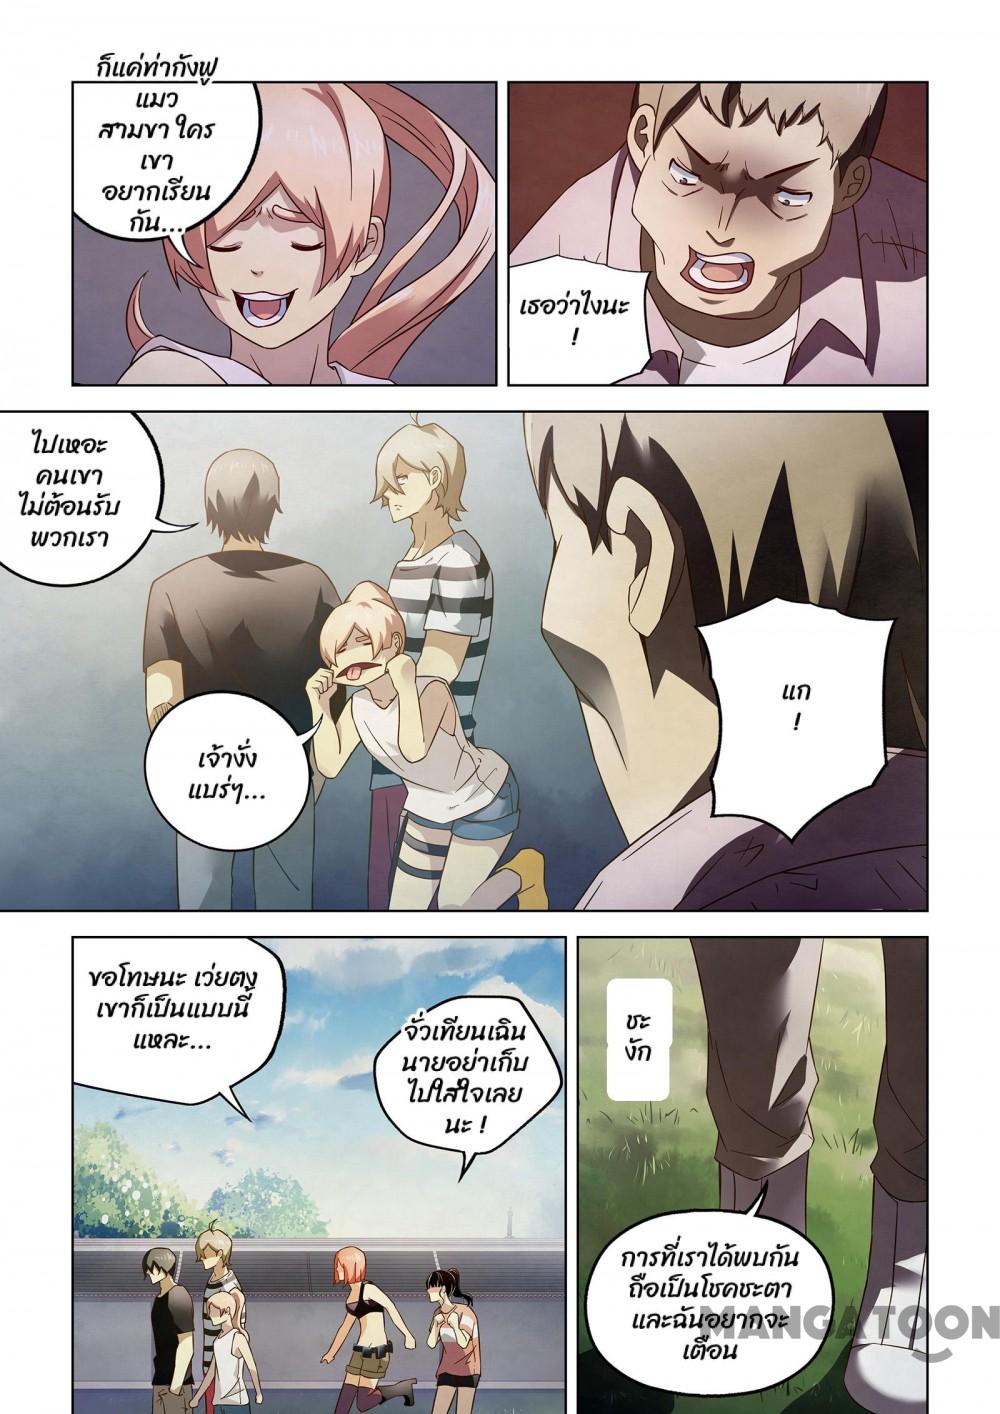 ก็แค่ท่ากังฟู
แมว
สามขา ใคร
เขา
อยากเรียน
กัน...
เธอว่าไงนะ
!
ไปเหอะ
คนเขา
ไม่ต้อนรับ
พวกเรา
แก
!
เจ้างั่ง
แบร่ๆ...
ขอโทษนะ เว่ยตง
เขาก็เป็นแบบนี้
แหละ...
จั่วเทียนเฉิน
นายอย่าเก็บ
ไปใส่ใจเลย
นะ !
ชะ
งัก
การที่เราได้พบกัน
ถือเป็นโชคชะตา
และฉันอยากจะ
เตือน
MANGATOON